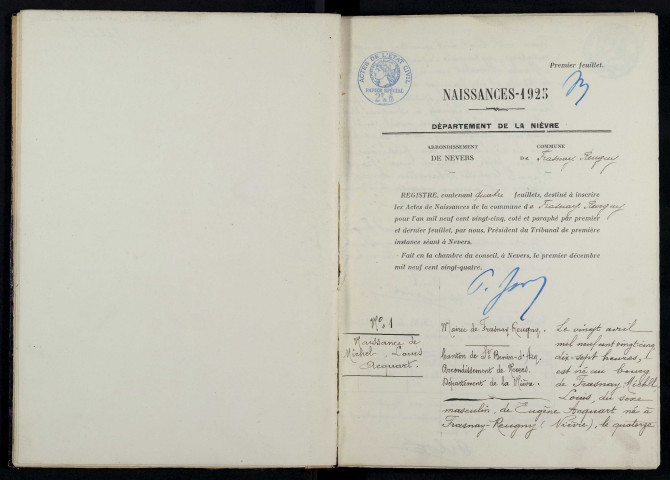 Premier feuillet.
ACTES DE L'ETAT CIVIL
PAPIER SPÉCIAL
NAISSANCES-1925
DÉPARTEMENT DE LA NIÈVRE
ARRONDISSEMENT
DE NEVERS
COMMUNE
DE Frasnay Reugny
REGISTRE, contenant quatre feuillets, destiné à inscrire
les Actes de Naissances de la commune de Frasnay Reugny
pour l'an mil neuf cent vingt-cinq, coté et paraphé par premier
et dernier feuillet, par nous, Président du Tribunal de première
instance séant à Nevers.
Fait en la chambre du conseil, à Nevers, le premier décembre
mil neuf cent vingt-quatre.
N° 1
Naissance de
Michel, Louis
Acquart.
Mairie de Frasnay Reugny.
Canton de St Benin-d'Azy.
Arrondissement de Nevers.
Département de la Nièvre.
Le vingt avril
mil neuf cent vingt cinq
dix-sept heures,
est né au bourg
de Frasnay Michel
Louis, du sexe
masculin, de Eugène Acquart né à
Frasnay-Reugny (Nièvre), le quatorze